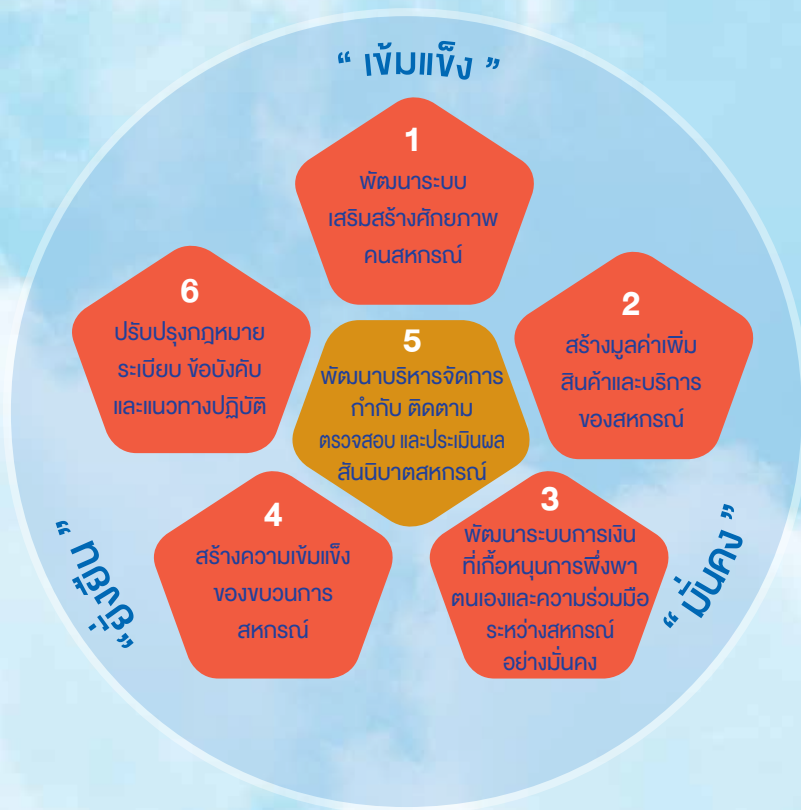 “ เข้มแข็ง ”
1
พัฒนาระบบ
เสริมสร้างศักยภาพ
คนสหกรณ์
2
สร้างมูลค่าเพิ่ม
สินค้าและบริการ
ของสหกรณ์
3
พัฒนาระบบการเงิน
ที่เกื้อหนุนการพึ่งพา
ตนเองและความร่วมมือ
ระหว่างสหกรณ์
อย่างมั่นคง
“ มั่นคง ”
4
สร้างความเข้มแข็ง
ของขบวนการ
สหกรณ์
“ ยั่งยืน ”
5
พัฒนาบริหารจัดการ
กำกับ ติดตาม
ตรวจสอบ และประเมินผล
สันนิบาตสหกรณ์
6
ปรับปรุงกฎหมาย
ระเบียบ ข้อบังคับ
และแนวทางปฏิบัติ